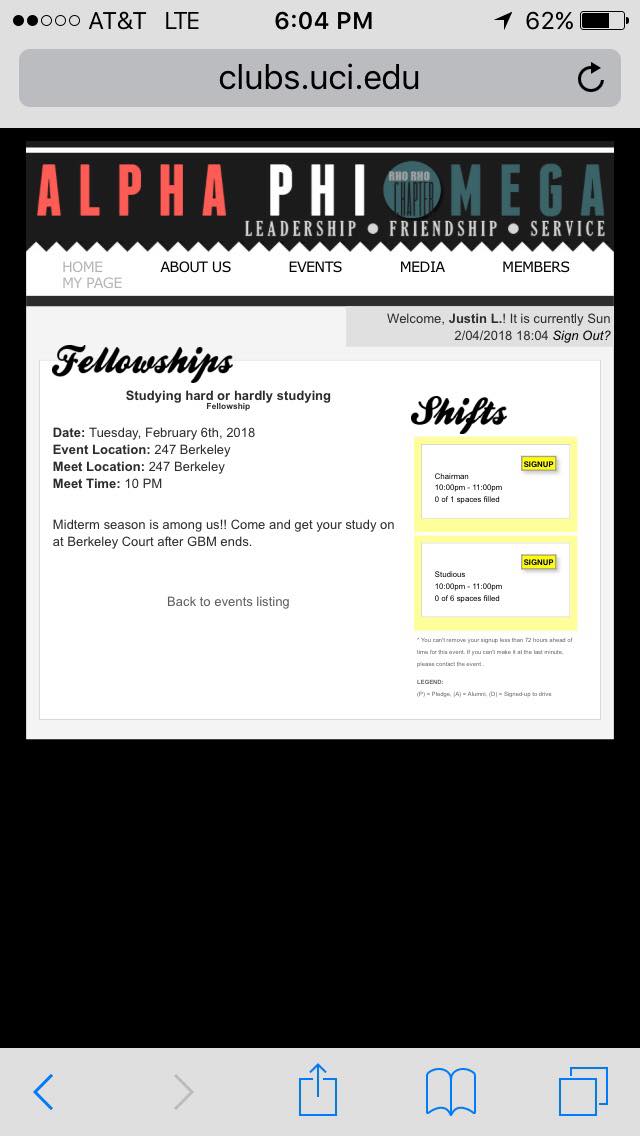 AT&T LTE 6:04 PM 62%
clubs.uci.edu
ALPHA PHI OMEGA
RHO RHO
CHAPTER
LEADERSHIP • FRIENDSHIP • SERVICE
HOME ABOUT US EVENTS MEDIA MEMBERS
MY PAGE
Welcome, Justin L.! It is currently Sun
2/04/2018 18:04 Sign Out?
Fellowships
Studying hard or hardly studying
Fellowship
Date: Tuesday, February 6th, 2018
Event Location: 247 Berkeley
Meet Location: 247 Berkeley
Meet Time: 10 PM
Midterm season is among us!! Come and get your study on
at Berkeley Court after GBM ends.
Back to events listing
Shifts
SIGNUP
Chairman
10:00pm - 11:00pm
0 of 1 spaces filled
SIGNUP
Studious
10:00pm - 11:00pm
0 of 6 spaces filled
* You can't remove your signup less than 72 hours ahead of
time for this event. If you can't make it at the last minute,
please contact the event .
LEGEND:
(P) = Pledge, (A) = Alumni, (D) = Signed-up to drive